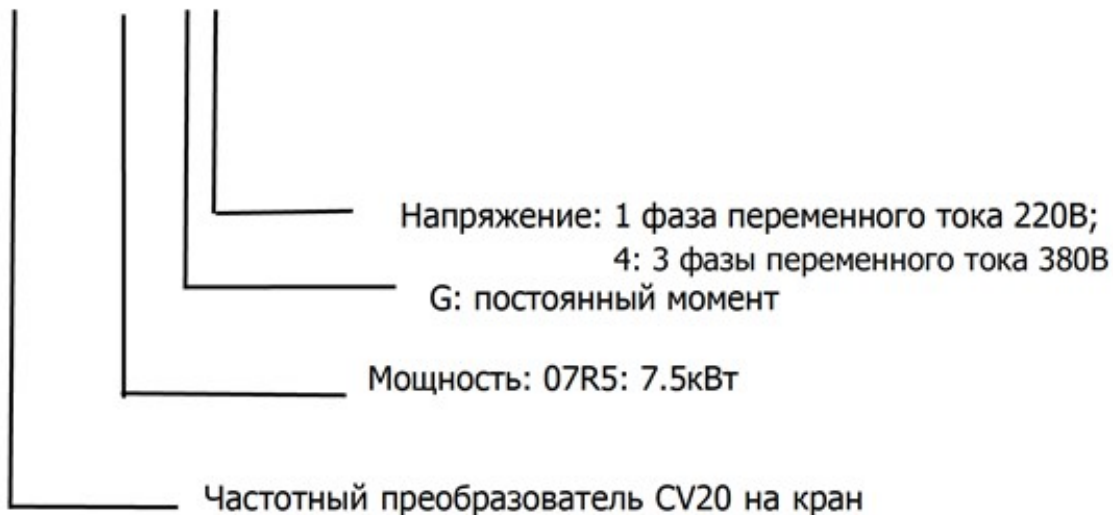 Напряжение: 1 фаза переменного тока 220В;
4: 3 фазы переменного тока 380В
G: постоянный момент
Мощность: 07R5: 7.5кВт
Частотный преобразователь CV20 на кран